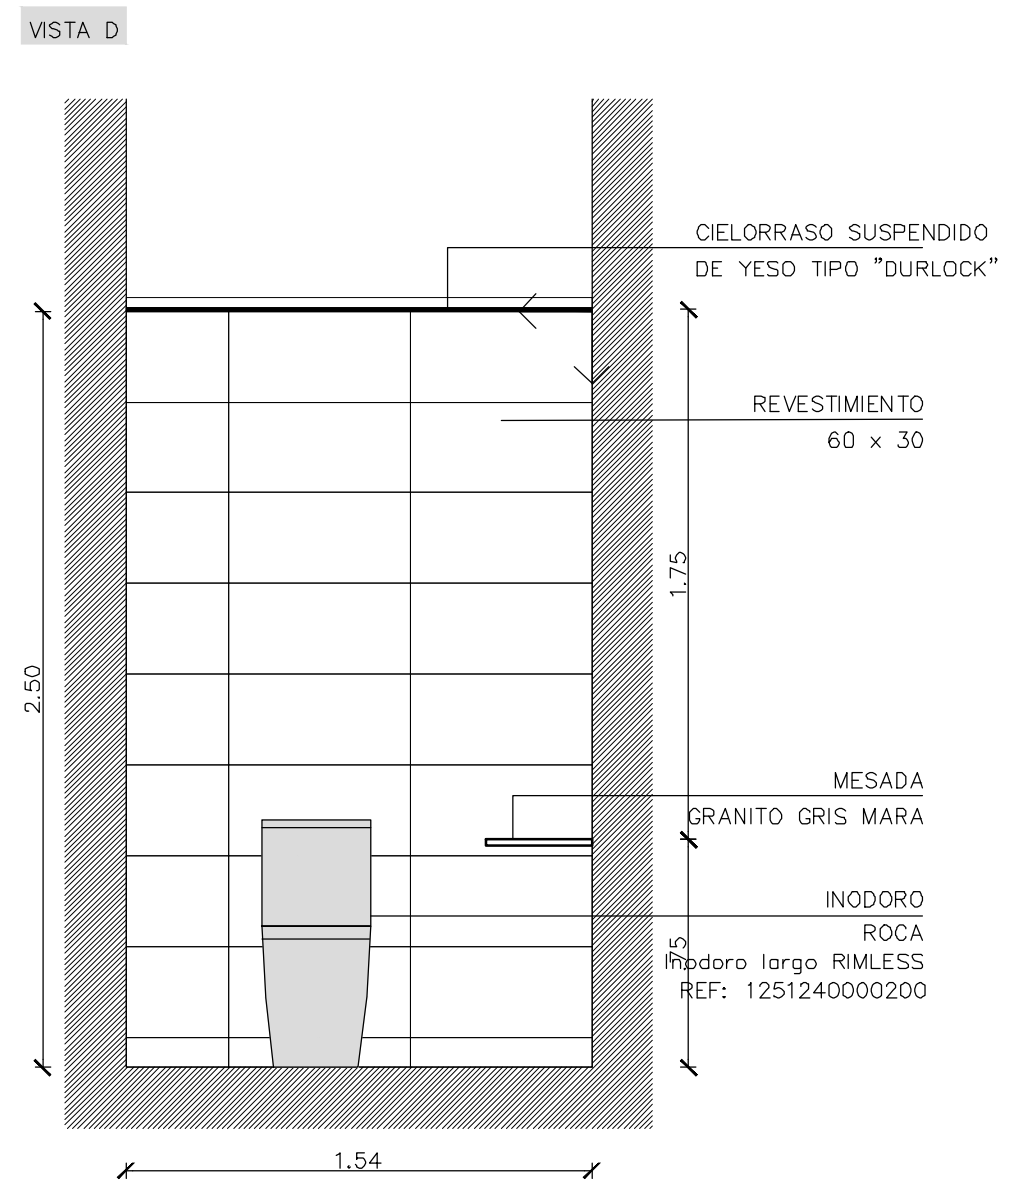 VISTA D
CIELORRASO SUSPENDIDO
DE YESO TIPO "DURLOCK"
REVESTIMIENTO
60 x 30
1.75
2.50
MESADA
GRANITO GRIS MARA
INODORO
ROCA
.75
Inodoro largo RIMLESS
REF: 1251240000200
1.54